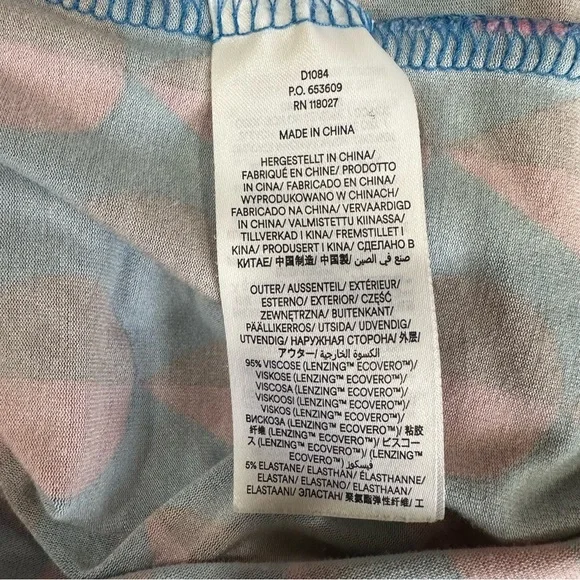 D1084
P.O. 653609
RN 118027
MADE IN CHINA
HERGESTELLT IN CHINA/
FABRIQUÉ EN CHINE/ PRODOTTO
IN CINA/ FABRICADO EN CHINA/
WYPRODUKOWANO W CHINACH/
FABRICADO NA CHINA/ VERVAARDIGD
IN CHINA/ VALMISTETTU KIINASSA/
TILLVERKAD I KINA/ FREMSTILLET I
KINA/ PRODUSERT I KINA/ СДЕЛАНО В
КИТАЕ/ 中国制造/ 中国製/ صنع في الصين
OUTER/ AUSSENTEIL/ EXTÉRIEUR/
ESTERNO/ EXTERIOR/ CZĘŚĆ
ZEWNĘTRZNA/ BUITENKANT/
PÄÄLLIKERROS/ UTSIDA/ UDVENDIG/
UTVENDIG/ НАРУЖНАЯ СТОРОНА/ 外层/
アウター/ الكسوة الخارجية/
95% VISCOSE (LENZING™ ECOVERO™)/
VISKOSE (LENZING™ ECOVERO™)/
VISCOSA (LENZING™ ECOVERO™)/
VISKOOSI (LENZING™ ECOVERO™)/
VISKOS (LENZING™ ECOVERO™)/
ВИСКОЗА (LENZING™ ECOVERO™)/ 粘胶
纤维 (LENZING™ ECOVERO™)/ ビスコー
ス (LENZING™ ECOVERO™)/ (LENZING™
ECOVERO™) فيسكوز/
5% ELASTANE/ ELASTHAN/ ÉLASTHANNE/
ELASTAN/ ELASTANO/ ELASTHAAN/
ELASTAANI/ ЭЛАСТАН/ 聚氨酯弹性纤维/ エ